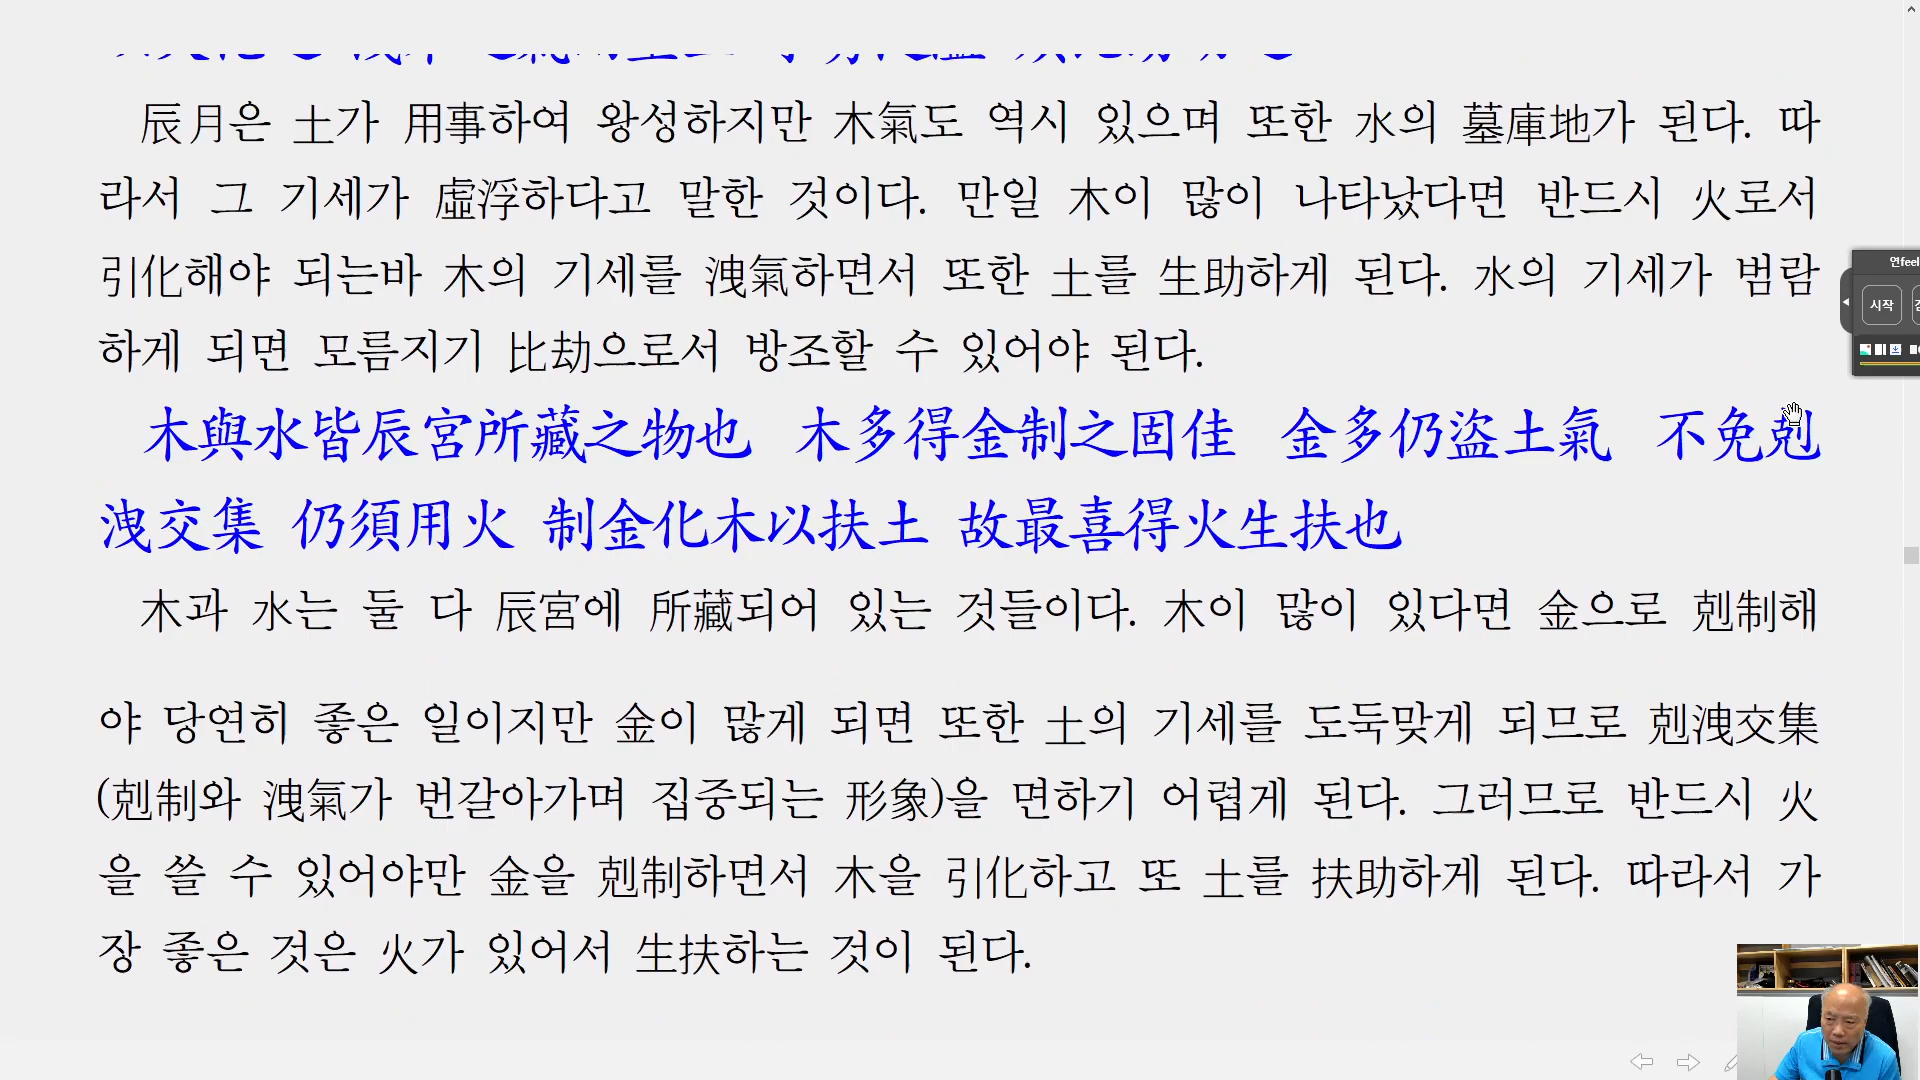 辰月은 土가 用事하여 왕성하지만 木氣도 역시 있으며 또한 水의 墓庫地가 된다. 따
라서 그 기세가 虛浮하다고 말한 것이다. 만일 木이 많이 나타났다면 반드시 火로서
引化해야 되는바 木의 기세를 洩氣하면서 또한 土를 生助하게 된다. 水의 기세가 범람
하게 되면 모름지기 比劫으로서 방조할 수 있어야 된다.
木與水皆辰宮所藏之物也 木多得金制之固佳 金多仍盜土氣 不免剋
洩交集 仍須用火 制金化木以扶土 故最喜得火生扶也
木과 水는 둘 다 辰宮에 所藏되어 있는 것들이다. 木이 많이 있다면 金으로 剋制해
야 당연히 좋은 일이지만 金이 많게 되면 또한 土의 기세를 도둑맞게 되므로 剋洩交集
(剋制와 洩氣가 번갈아가며 집중되는 形象)을 면하기 어렵게 된다. 그러므로 반드시 火
을 쓸 수 있어야만 金을 剋制하면서 木을 引化하고 또 土를 扶助하게 된다. 따라서 가
장 좋은 것은 火가 있어서 生扶하는 것이 된다.
연feel
시작